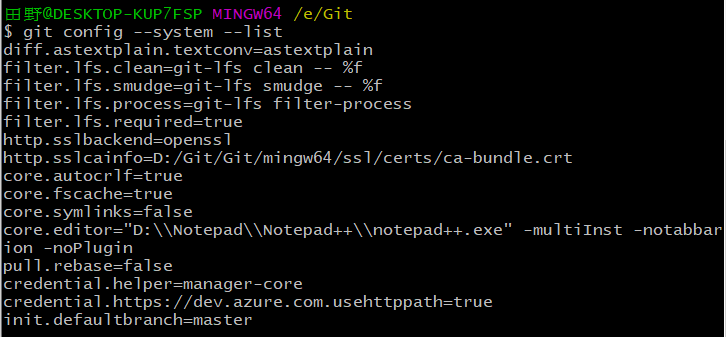 田野@DESKTOP-KUP7FSP MINGW64 /e/Git
$ git config --system --list
diff.astextplain.textconv=astextplain
filter.lfs.clean=git-lfs clean -- %f
filter.lfs.smudge=git-lfs smudge -- %f
filter.lfs.process=git-lfs filter-process
filter.lfs.required=true
http.sslbackend=openssl
http.sslcainfo=D:/Git/Git/mingw64/ssl/certs/ca-bundle.crt
core.autocrlf=true
core.fscache=true
core.symlinks=false
core.editor="D:\\Notepad\\Notepad++\\notepad++.exe" -multiInst -notabbar
ion -noPlugin
pull.rebase=false
credential.helper=manager-core
credential.https://dev.azure.com.usehttppath=true
init.defaultbranch=master